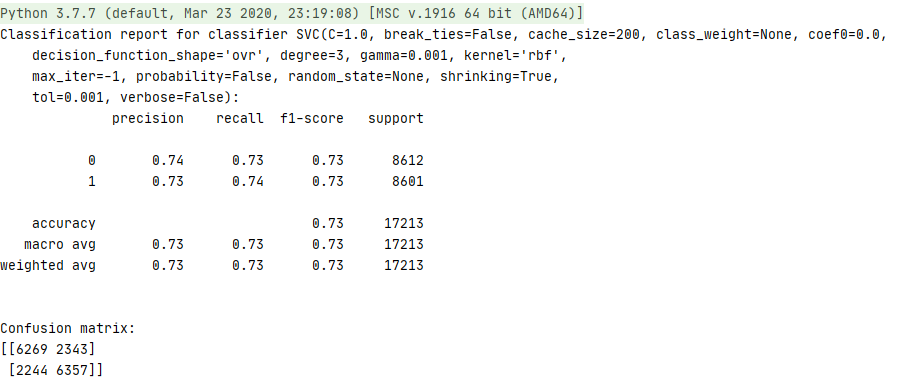 Python 3.7.7 (default, Mar 23 2020, 23:19:08) [MSC v.1916 64 bit (AMD64)]
Classification report for classifier SVC(C=1.0, break_ties=False, cache_size=200, class_weight=None, coef0=0.0,
    decision_function_shape='ovr', degree=3, gamma=0.001, kernel='rbf',
    max_iter=-1, probability=False, random_state=None, shrinking=True,
    tol=0.001, verbose=False):
              precision    recall  f1-score   support
           0       0.74      0.73      0.73      8612
           1       0.73      0.74      0.73      8601
    accuracy                           0.73     17213
   macro avg       0.73      0.73      0.73     17213
weighted avg       0.73      0.73      0.73     17213
Confusion matrix:
[[6269 2343]
 [2244 6357]]